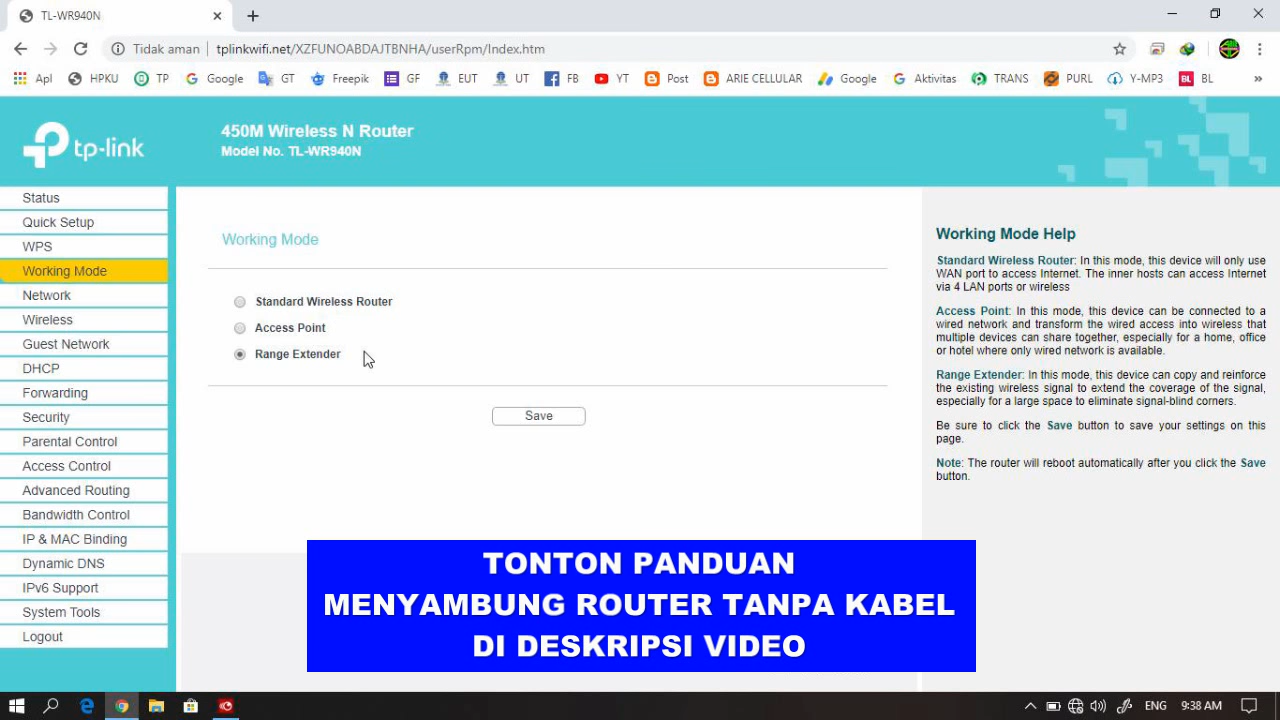 TL-WR940N
Tidak aman
tplinkwifi.net/XZFUNOABDAJTBNHA/userRpm/Index.htm
Apl HPKU TP Google GT Freepik GF EUT UT FB YT Post ARIE CELLULAR Google Aktivitas TRANS PURL Y-MP3 BL »
tp-link
450M Wireless N Router
Model No. TL-WR940N
Status
Quick Setup
WPS
Working Mode
Network
Wireless
Guest Network
DHCP
Forwarding
Security
Parental Control
Access Control
Advanced Routing
Bandwidth Control
IP & MAC Binding
Dynamic DNS
IPv6 Support
System Tools
Logout
Working Mode
Standard Wireless Router
Access Point
Range Extender
Save
Working Mode Help
Standard Wireless Router: In this mode, this device will only use
WAN port to access Internet. The inner hosts can access Internet
via 4 LAN ports or wireless
Access Point: In this mode, this device can be connected to a
wired network and transform the wired access into wireless that
multiple devices can share together, especially for a home, office
or hotel where only wired network is available.
Range Extender: In this mode, this device can copy and reinforce
the existing wireless signal to extend the coverage of the signal,
especially for a large space to eliminate signal-blind corners.
Be sure to click the Save button to save your settings on this
page.
Note: The router will reboot automatically after you click the Save
button.
TONTON PANDUAN
MENYAMBUNG ROUTER TANPA KABEL
DI DESKRIPSI VIDEO
ENG 9:38 AM